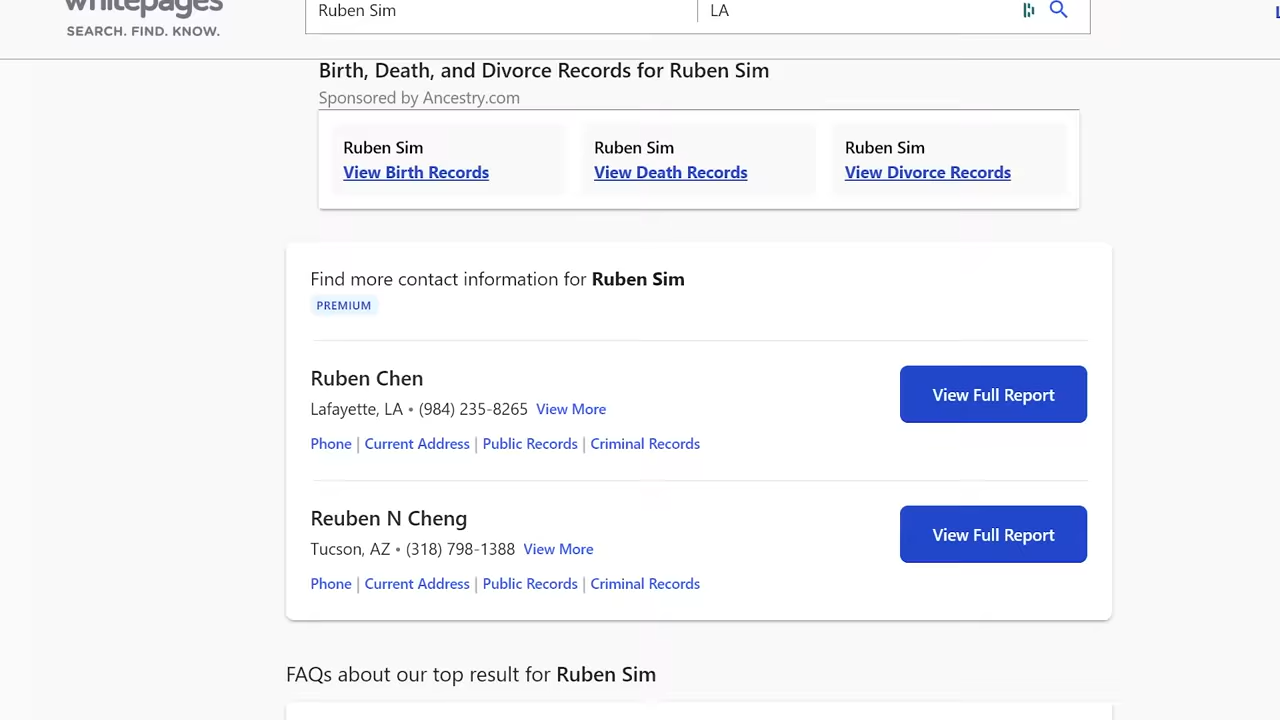 whitepages
SEARCH. FIND. KNOW.
Ruben Sim
LA
Birth, Death, and Divorce Records for Ruben Sim
Sponsored by Ancestry.com
Ruben Sim
View Birth Records
Ruben Sim
View Death Records
Ruben Sim
View Divorce Records
Find more contact information for Ruben Sim
PREMIUM
Ruben Chen
Lafayette, LA • (984) 235-8265 View More
Phone | Current Address | Public Records | Criminal Records
View Full Report
Reuben N Cheng
Tucson, AZ • (318) 798-1388 View More
Phone | Current Address | Public Records | Criminal Records
View Full Report
FAQs about our top result for Ruben Sim